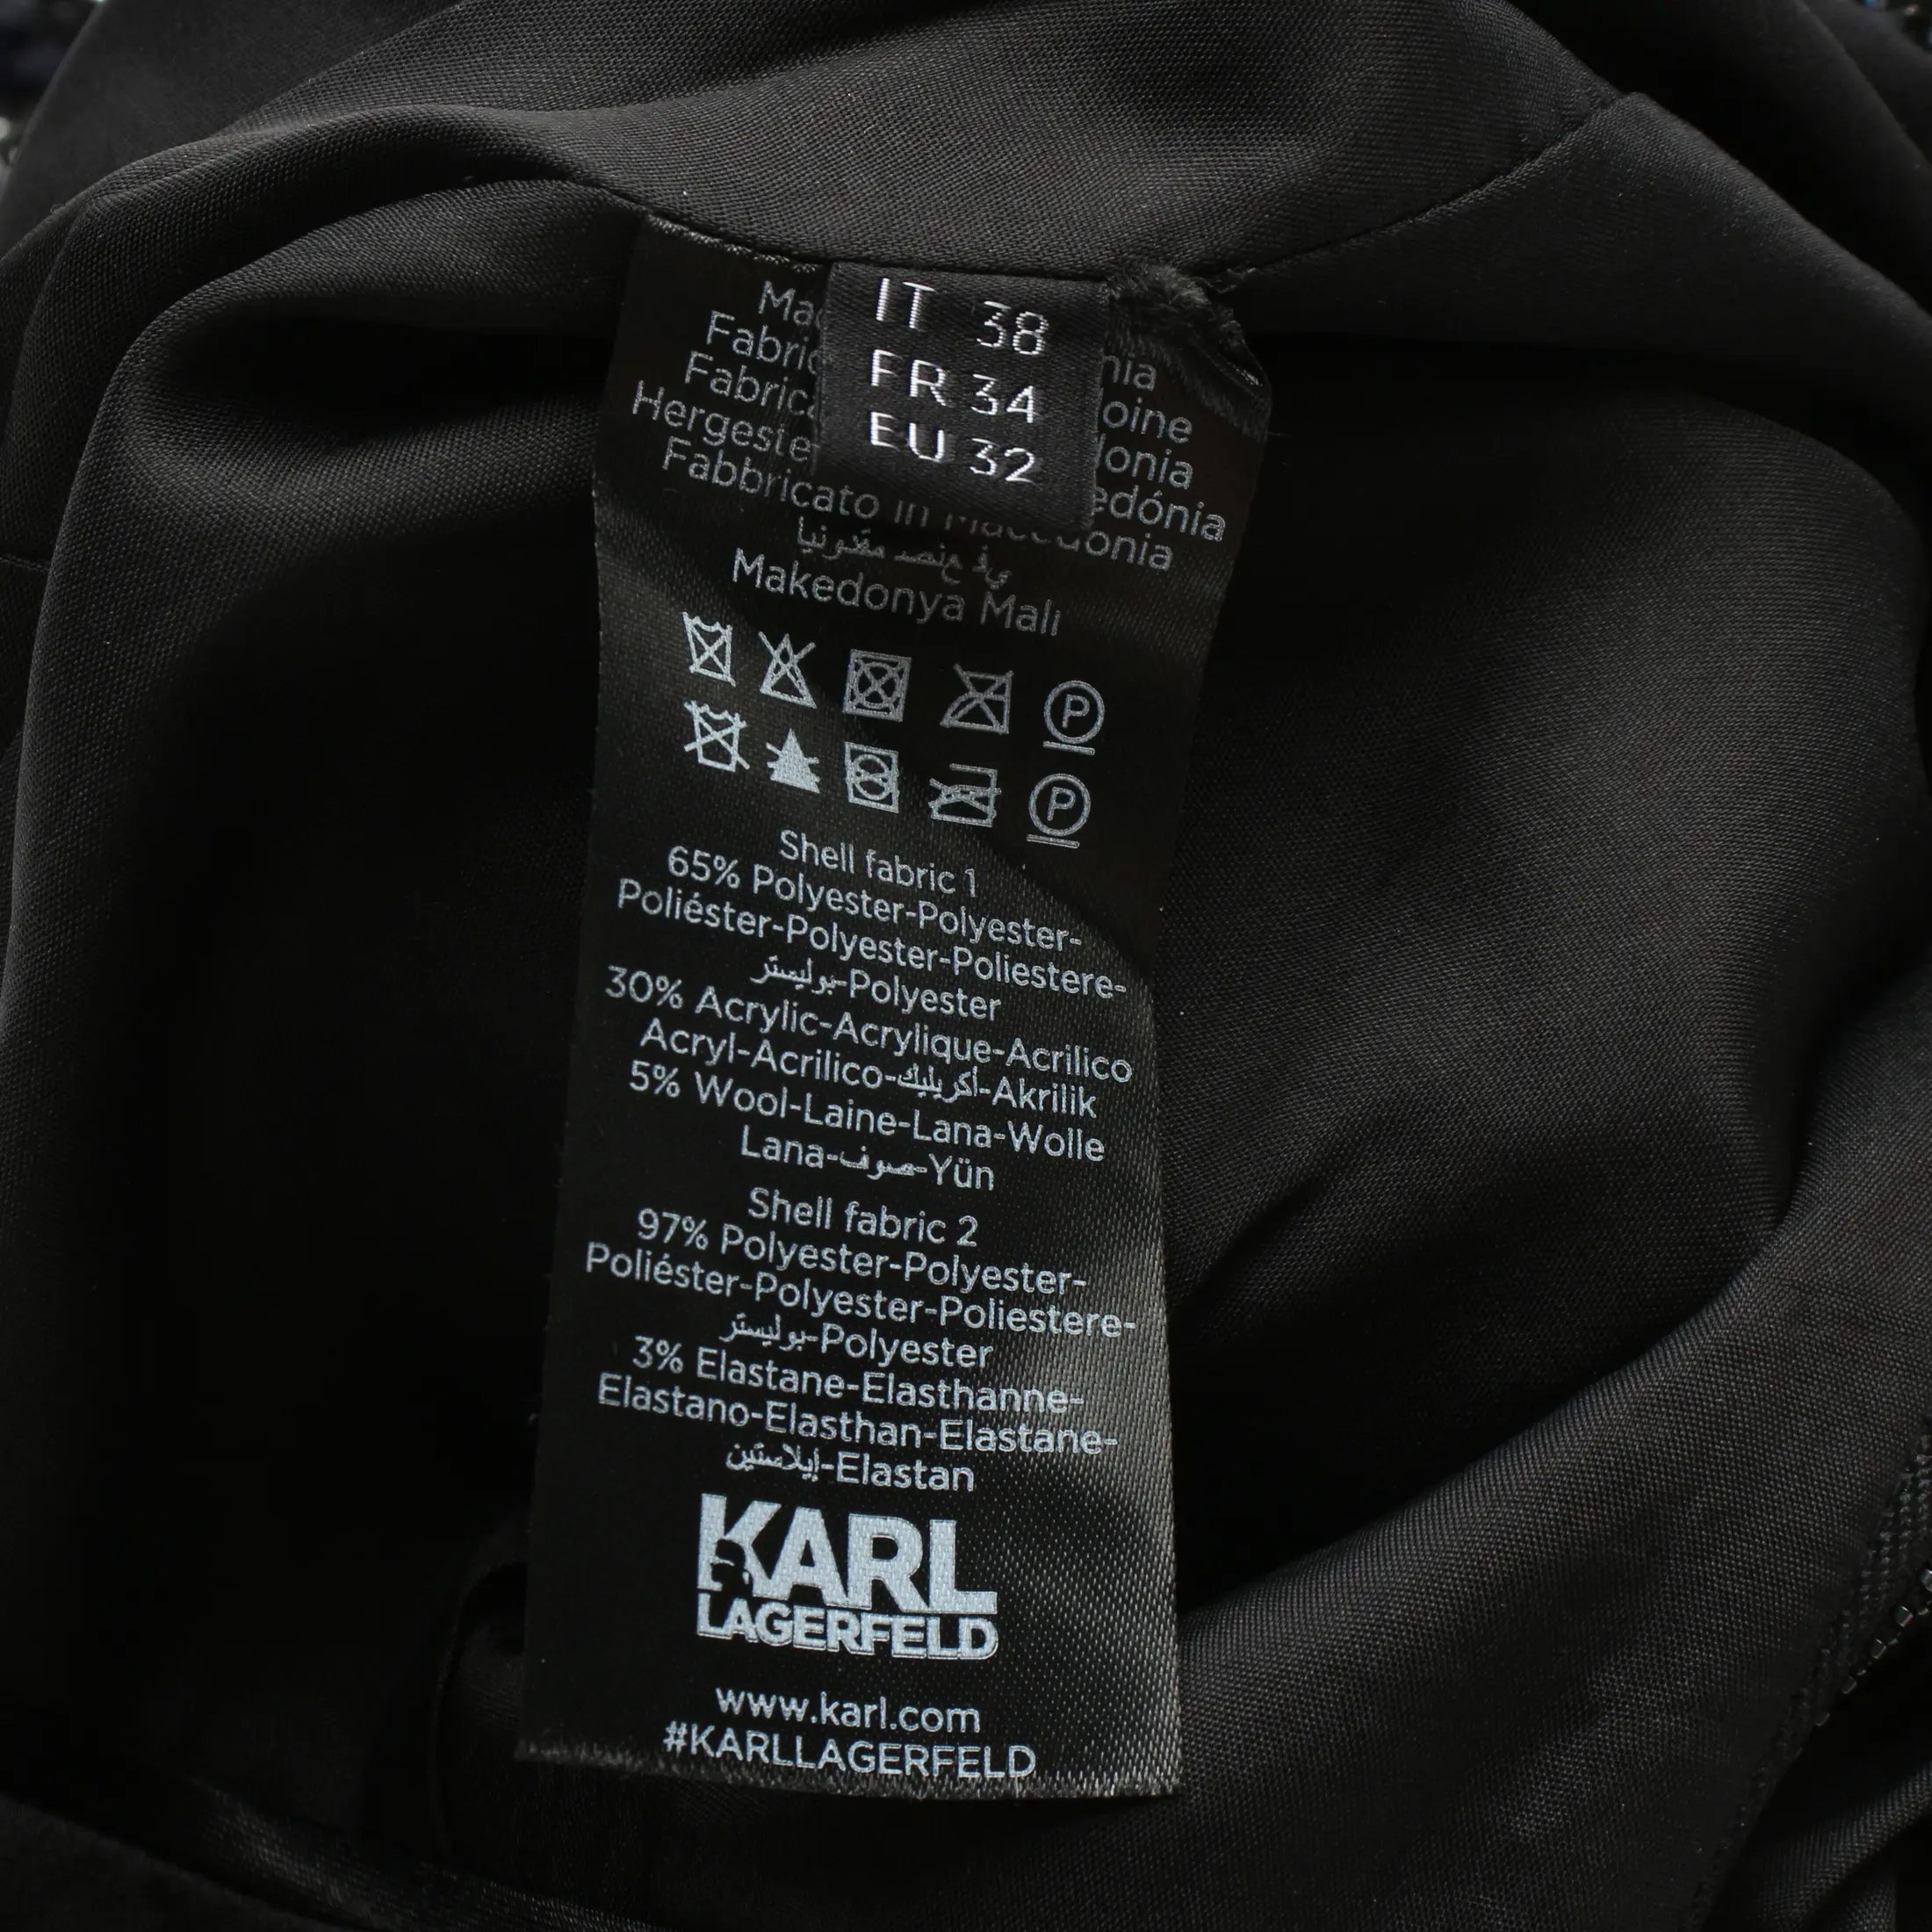 IT 38
FR 34
EU 32
Fabbricato in Macedonia
Makedonya Mali
P
P
Shell fabric 1
65% Polyester-Polyester-
Poliéster-Polyester-Poliestere-
بوليستر-Polyester
30% Acrylic-Acrylique-Acrilico
Acryl-Acrilico-أكريليك-Akrilik
5% Wool-Laine-Lana-Wolle
Lana-صوف-Yün
Shell fabric 2
97% Polyester-Polyester-
Poliéster-Polyester-Poliestere-
بوليستر-Polyester
3% Elastane-Elasthanne-
Elastano-Elasthan-Elastane-
إيلاستين-Elastan
KARL
LAGERFELD
www.karl.com
#KARLLAGERFELD